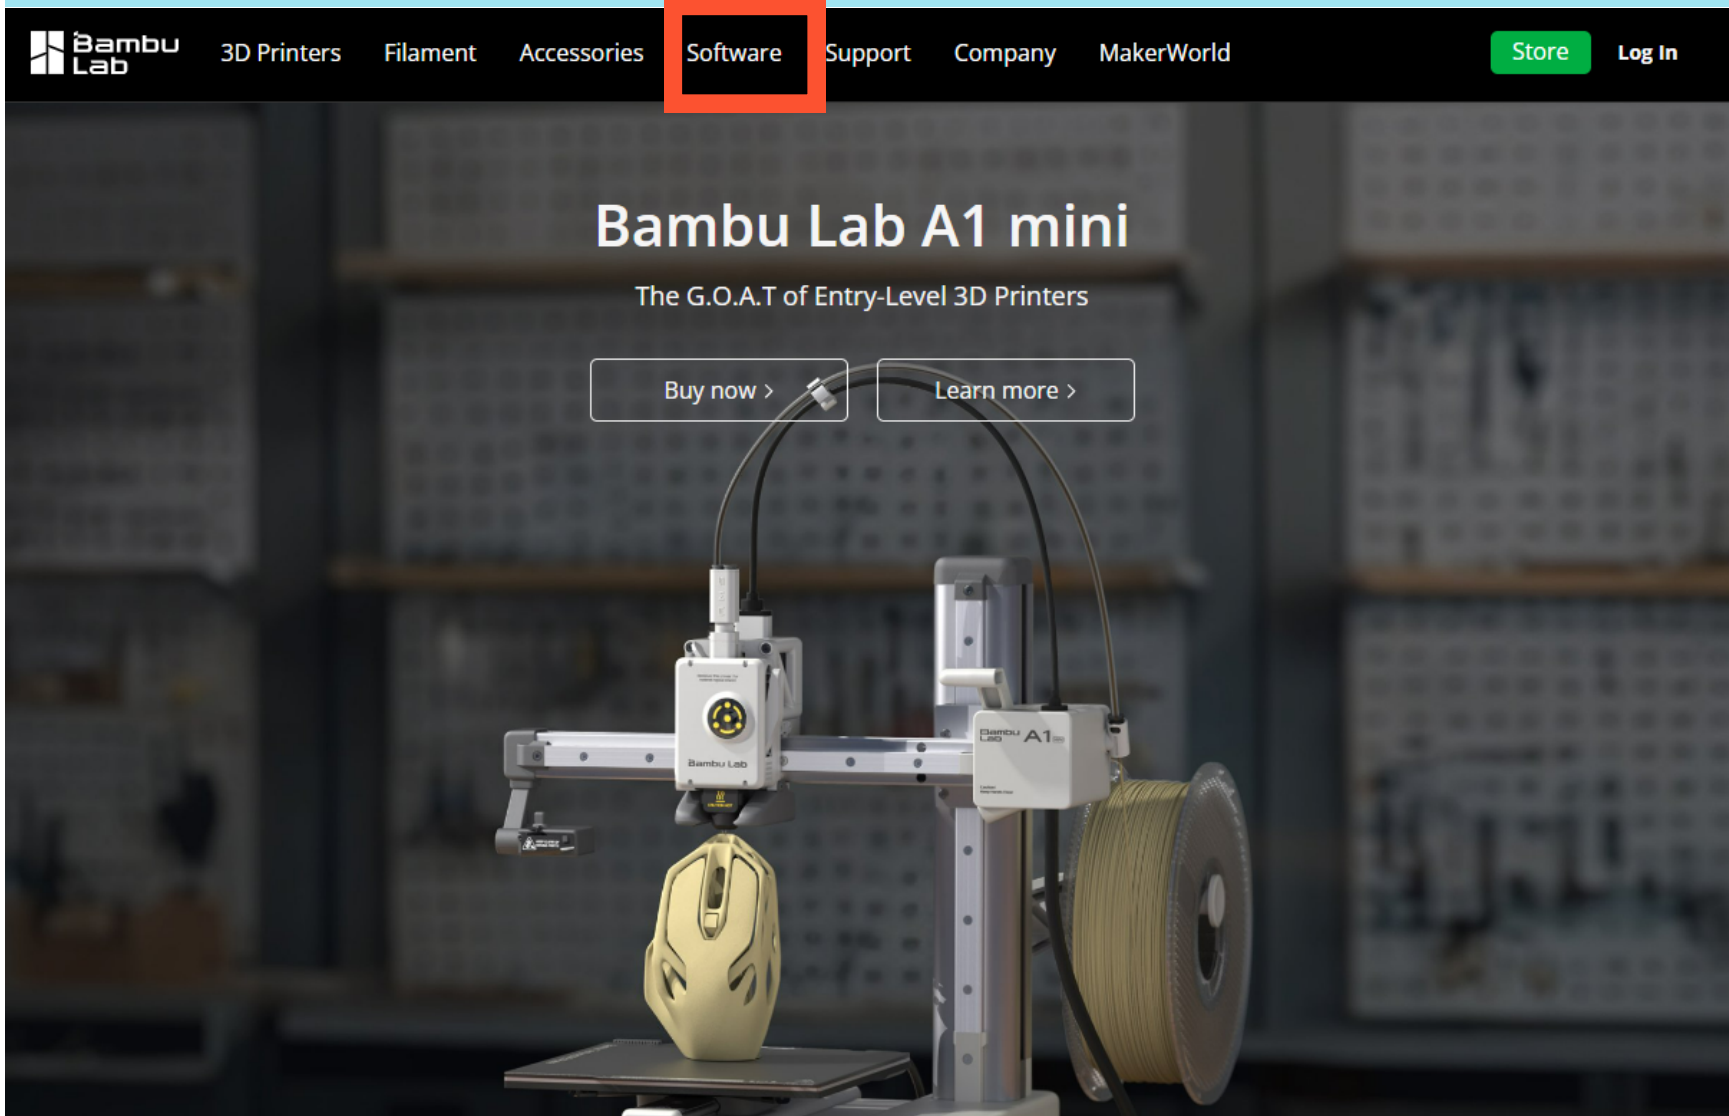 Bambu Lab
3D Printers Filament Accessories Software Support Company MakerWorld
Store Log In
Bambu Lab A1 mini
The G.O.A.T of Entry-Level 3D Printers
Buy now > Learn more >
Bambu Lab A1
Bambu Lab